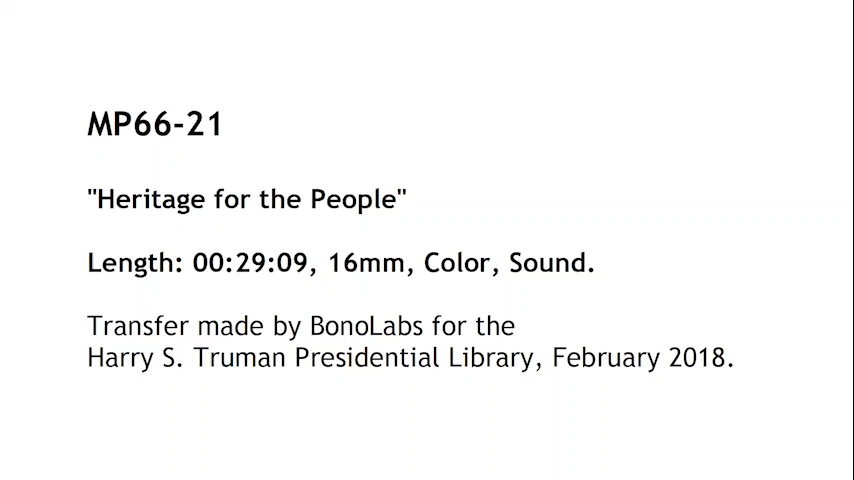 MP66-21
"Heritage for the People"
Length: 00:29:09, 16mm, Color, Sound.
Transfer made by BonoLabs for the
Harry S. Truman Presidential Library, February 2018.